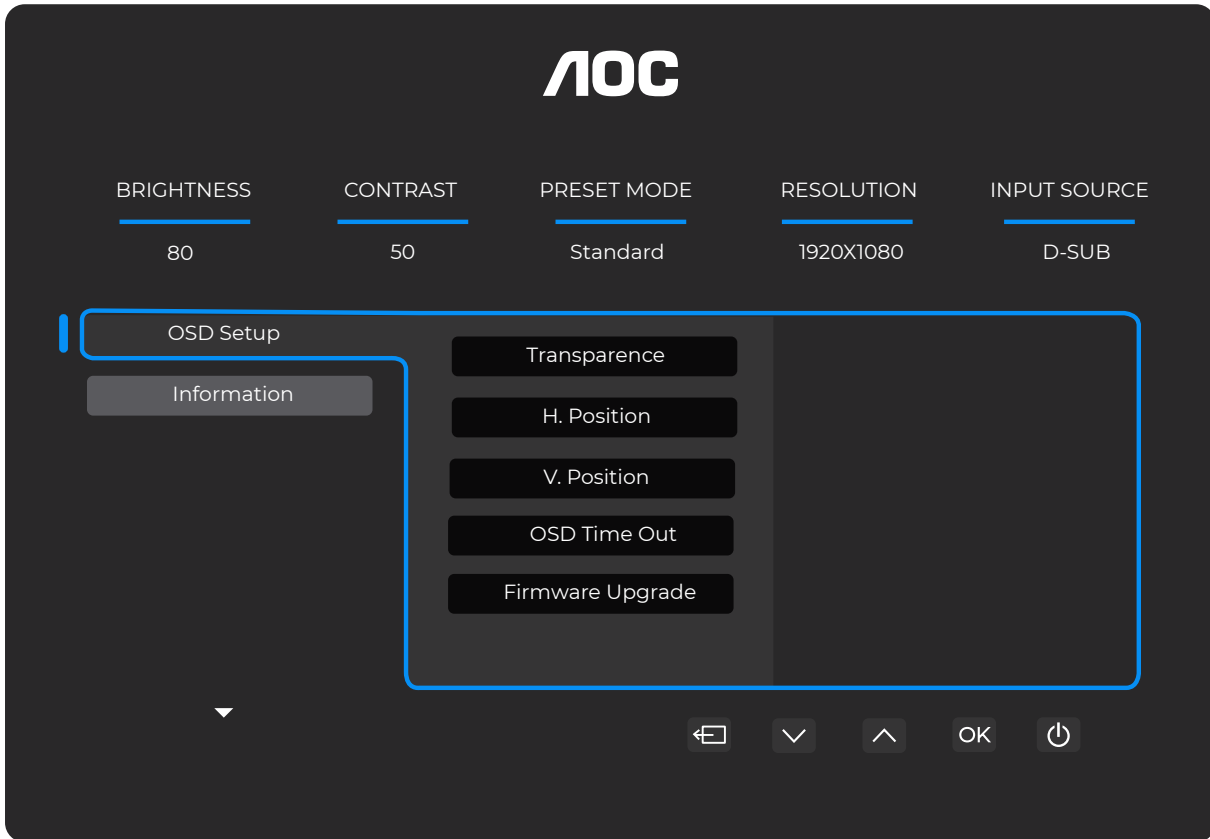 AOC
BRIGHTNESS CONTRAST PRESET MODE RESOLUTION INPUT SOURCE
80 50 Standard 1920X1080 D-SUB
OSD Setup
Transparence
Information
H. Position
V. Position
OSD Time Out
Firmware Upgrade
OK